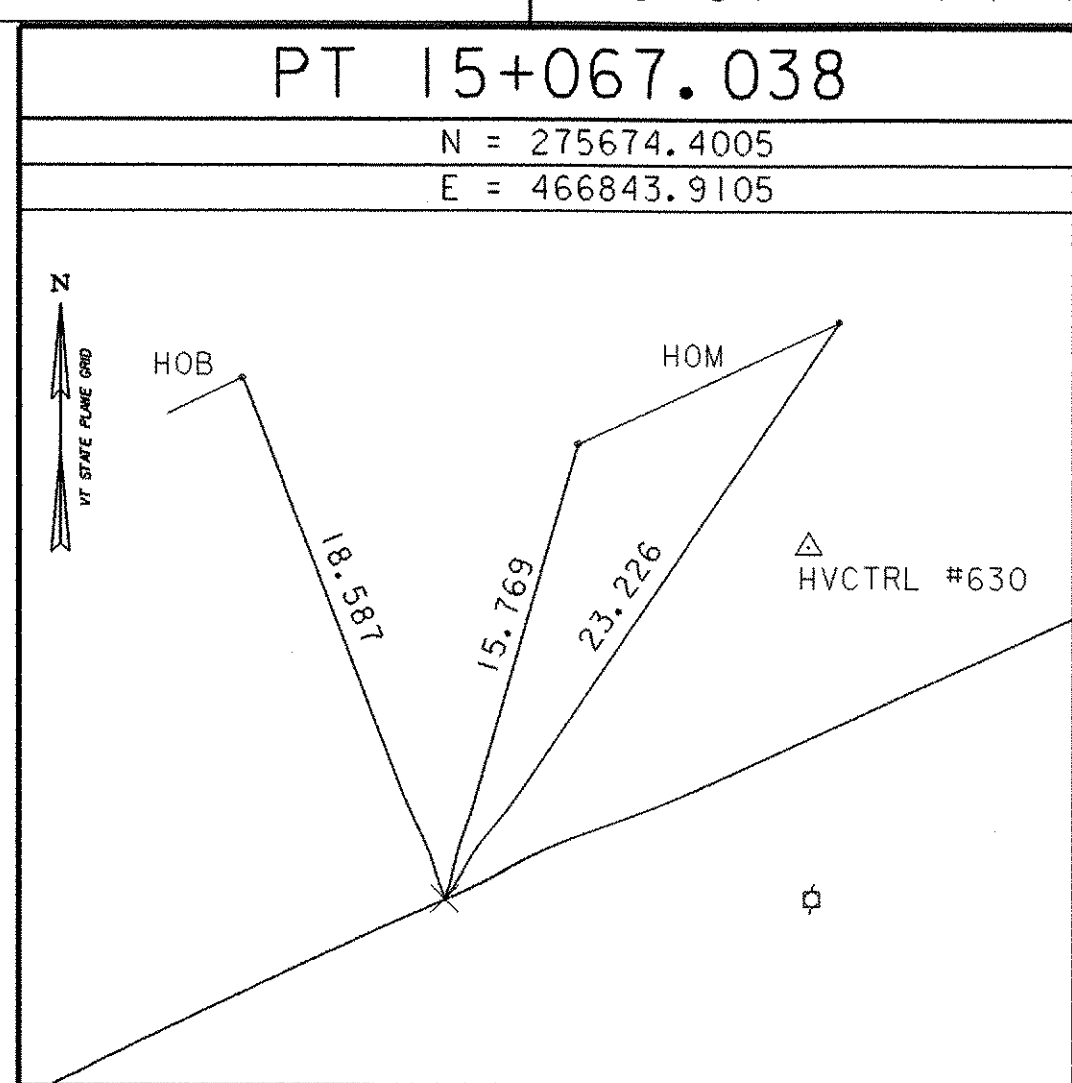 PT 15+067.038
N = 275674.4005
E = 466843.9105
N
VT STATE PLANE GRID
HOB
HOM
18.587
15.769
23.226
HVCTRL #630